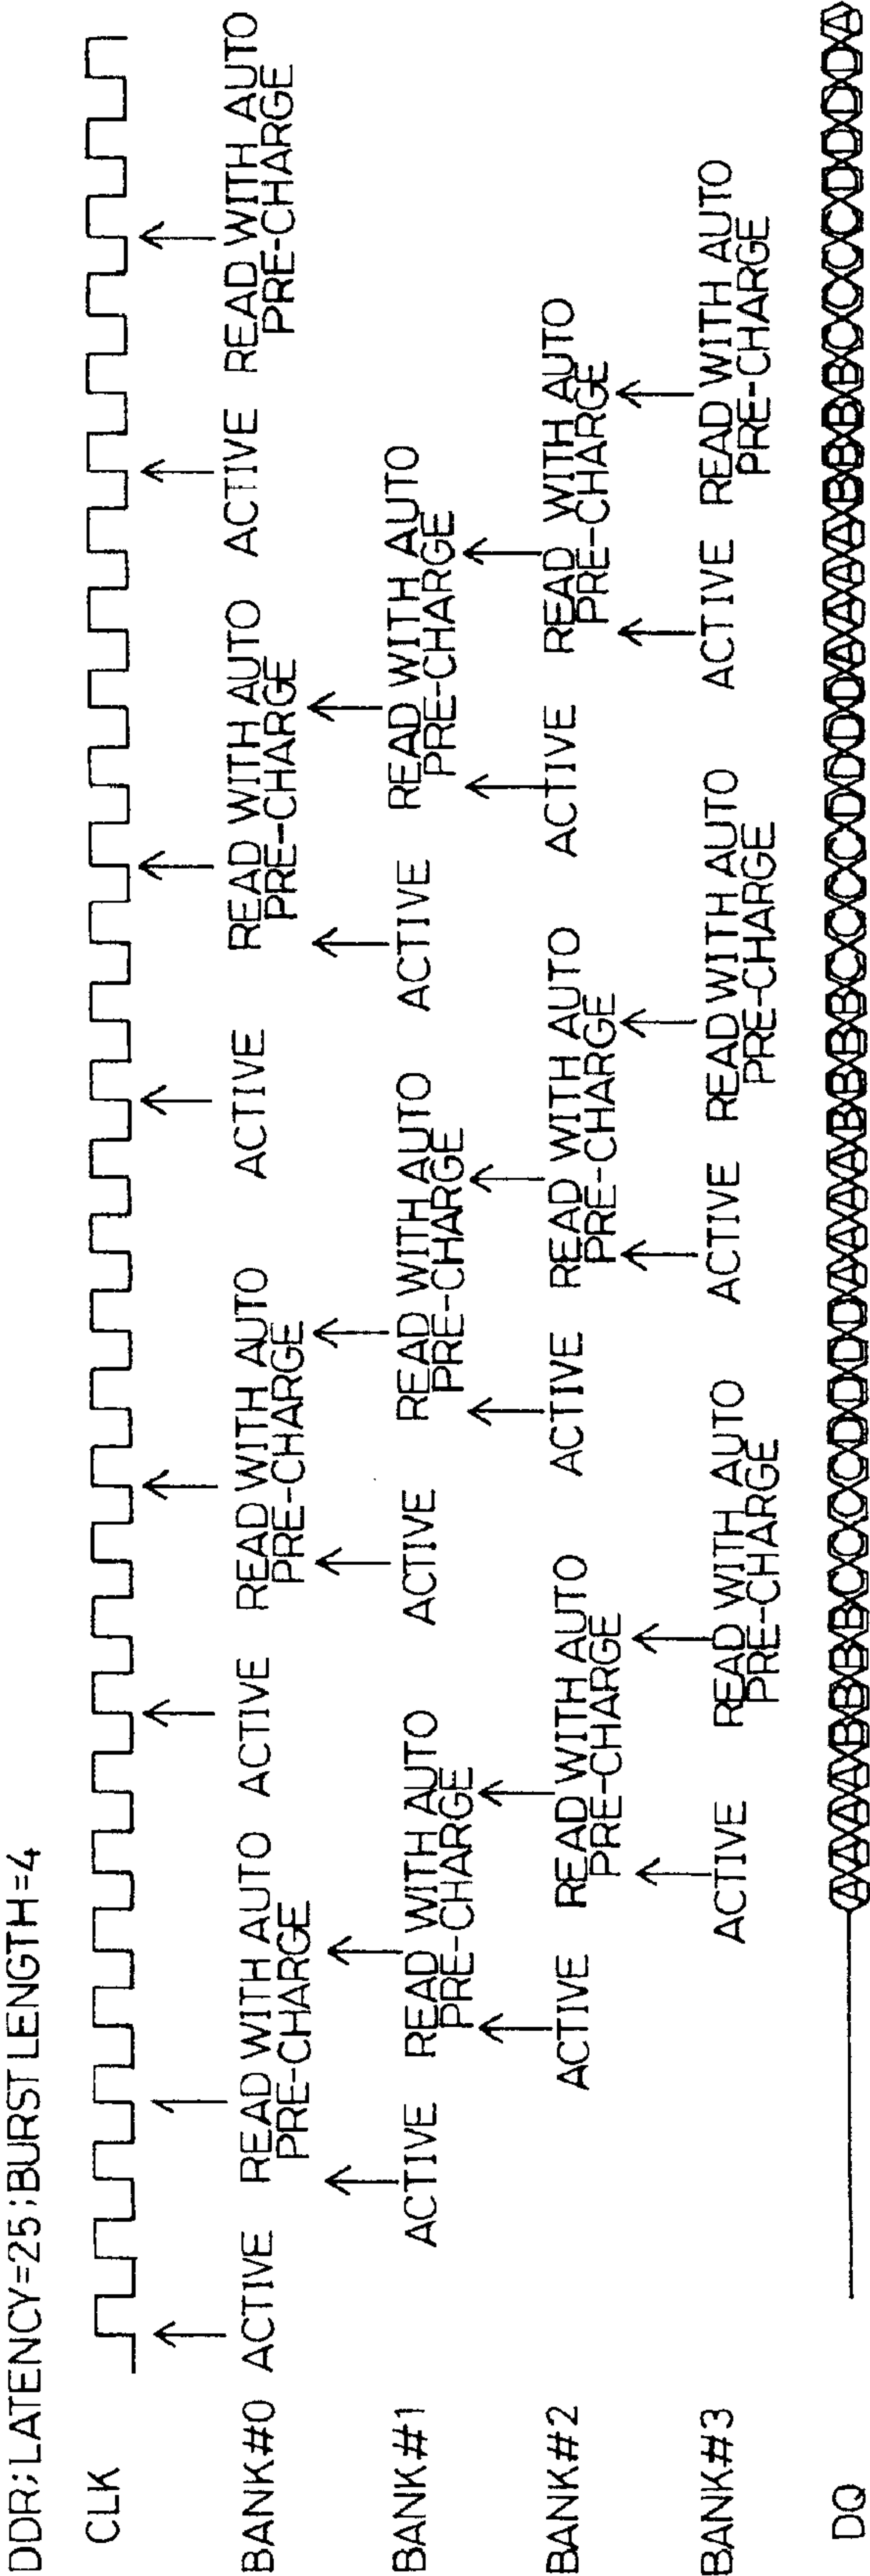 DDR; LATENCY=25; BURST LENGTH=4
CLK
BANK#0 ACTIVE READ WITH AUTO ACTIVE READ WITH AUTO ACTIVE READ WITH AUTO ACTIVE READ WITH AUTO
PRE-CHARGE PRE-CHARGE PRE-CHARGE PRE-CHARGE
BANK#1 ACTIVE READ WITH AUTO ACTIVE READ WITH AUTO ACTIVE READ WITH AUTO
PRE-CHARGE PRE-CHARGE PRE-CHARGE
BANK#2 ACTIVE READ WITH AUTO ACTIVE READ WITH AUTO ACTIVE READ WITH AUTO
PRE-CHARGE PRE-CHARGE PRE-CHARGE
BANK#3 ACTIVE READ WITH AUTO ACTIVE READ WITH AUTO ACTIVE READ WITH AUTO
PRE-CHARGE PRE-CHARGE PRE-CHARGE
DQ AAAABBBBCCCCDDDDAAAABBBBCCCCDDDDAAAABBBBCCCCDDDDA